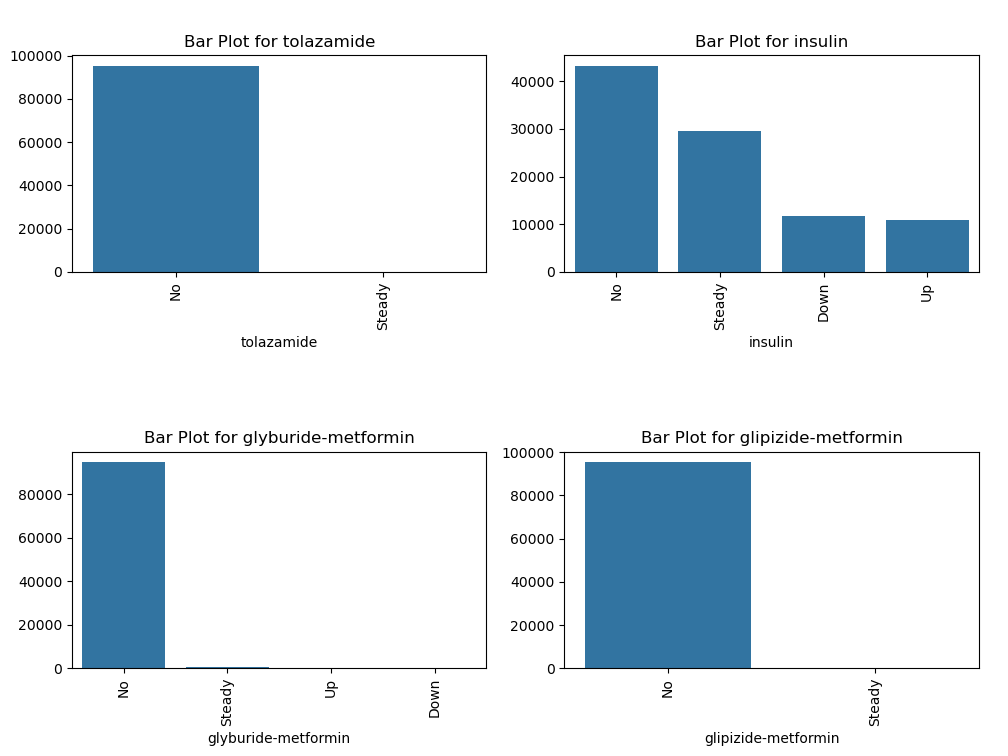 Bar Plot for tolazamide
100000
80000
60000
40000
20000
0
No
Steady
tolazamide
Bar Plot for insulin
40000
30000
20000
10000
0
No
Steady
Down
Up
insulin
Bar Plot for glyburide-metformin
80000
60000
40000
20000
0
No
Steady
Up
Down
glyburide-metformin
Bar Plot for glipizide-metformin
100000
80000
60000
40000
20000
0
No
Steady
glipizide-metformin